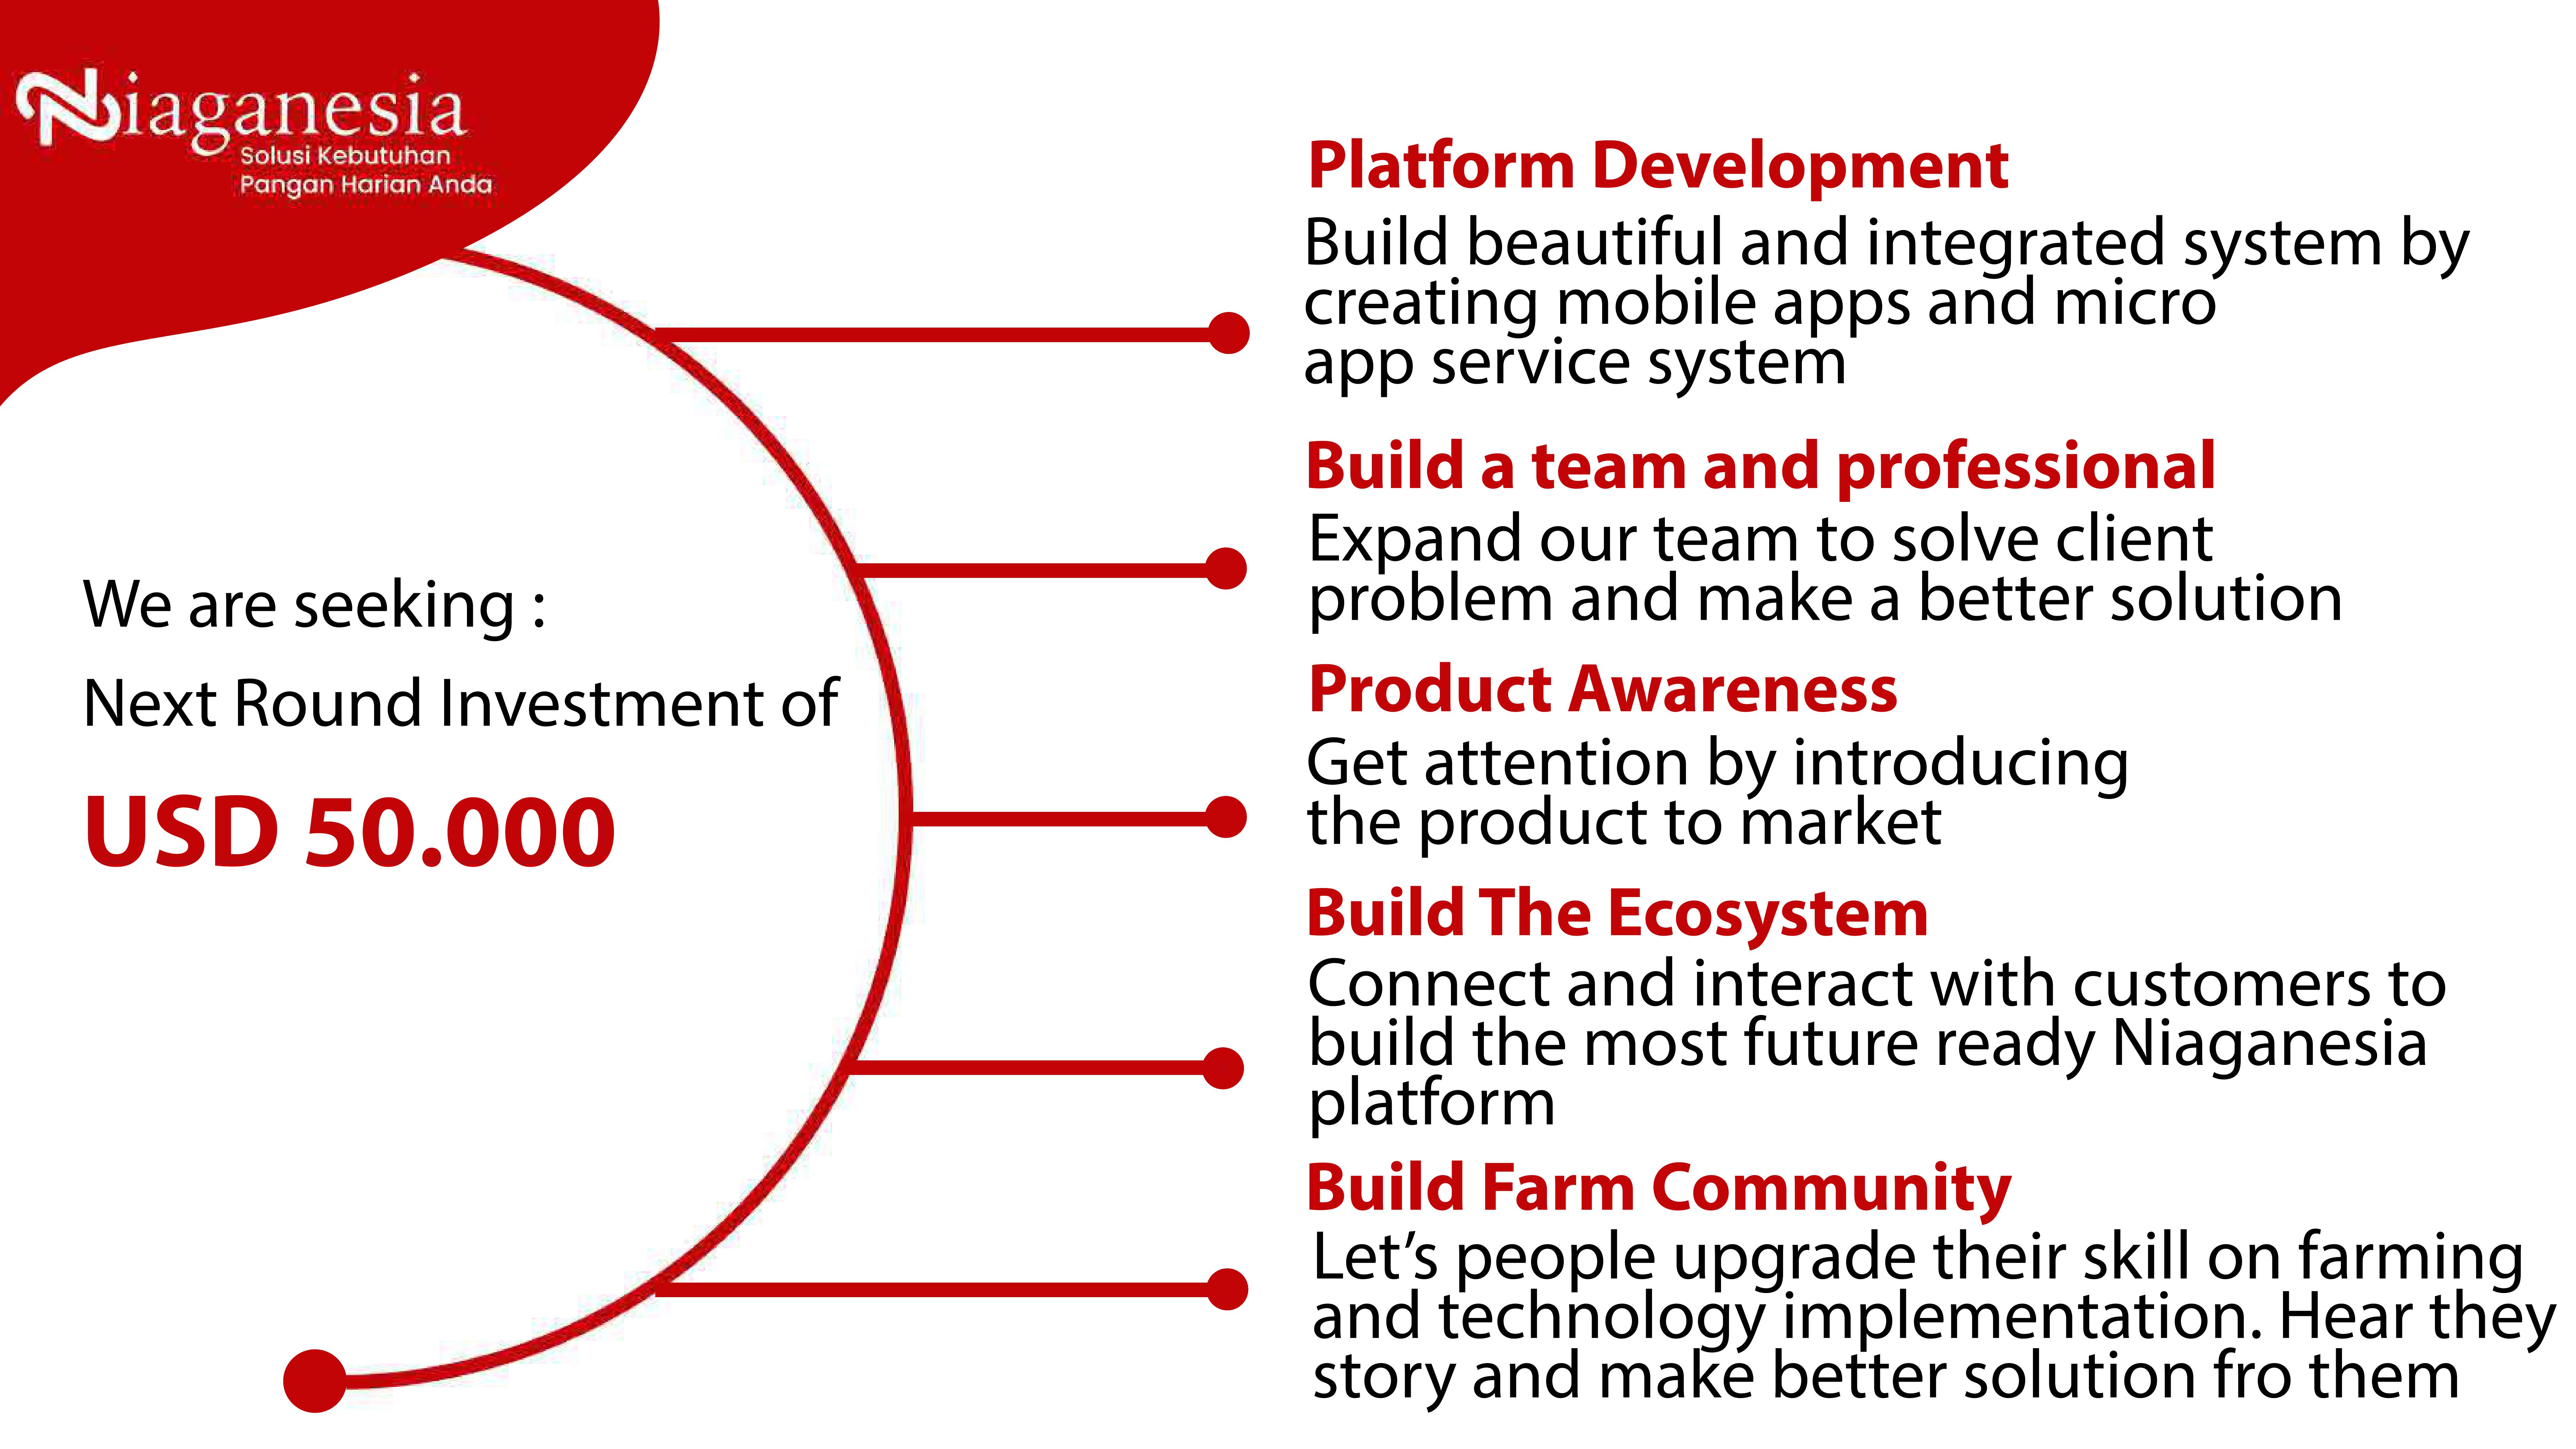 Niaganesia
Solusi Kebutuhan
Pangan Harian Anda
We are seeking :
Next Round Investment of
USD 50.000
Platform Development
Build beautiful and integrated system by
creating mobile apps and micro
app service system
Build a team and professional
Expand our team to solve client
problem and make a better solution
Product Awareness
Get attention by introducing
the product to market
Build The Ecosystem
Connect and interact with customers to
build the most future ready Niaganesia
platform
Build Farm Community
Let’s people upgrade their skill on farming
and technology implementation. Hear they
story and make better solution fro them